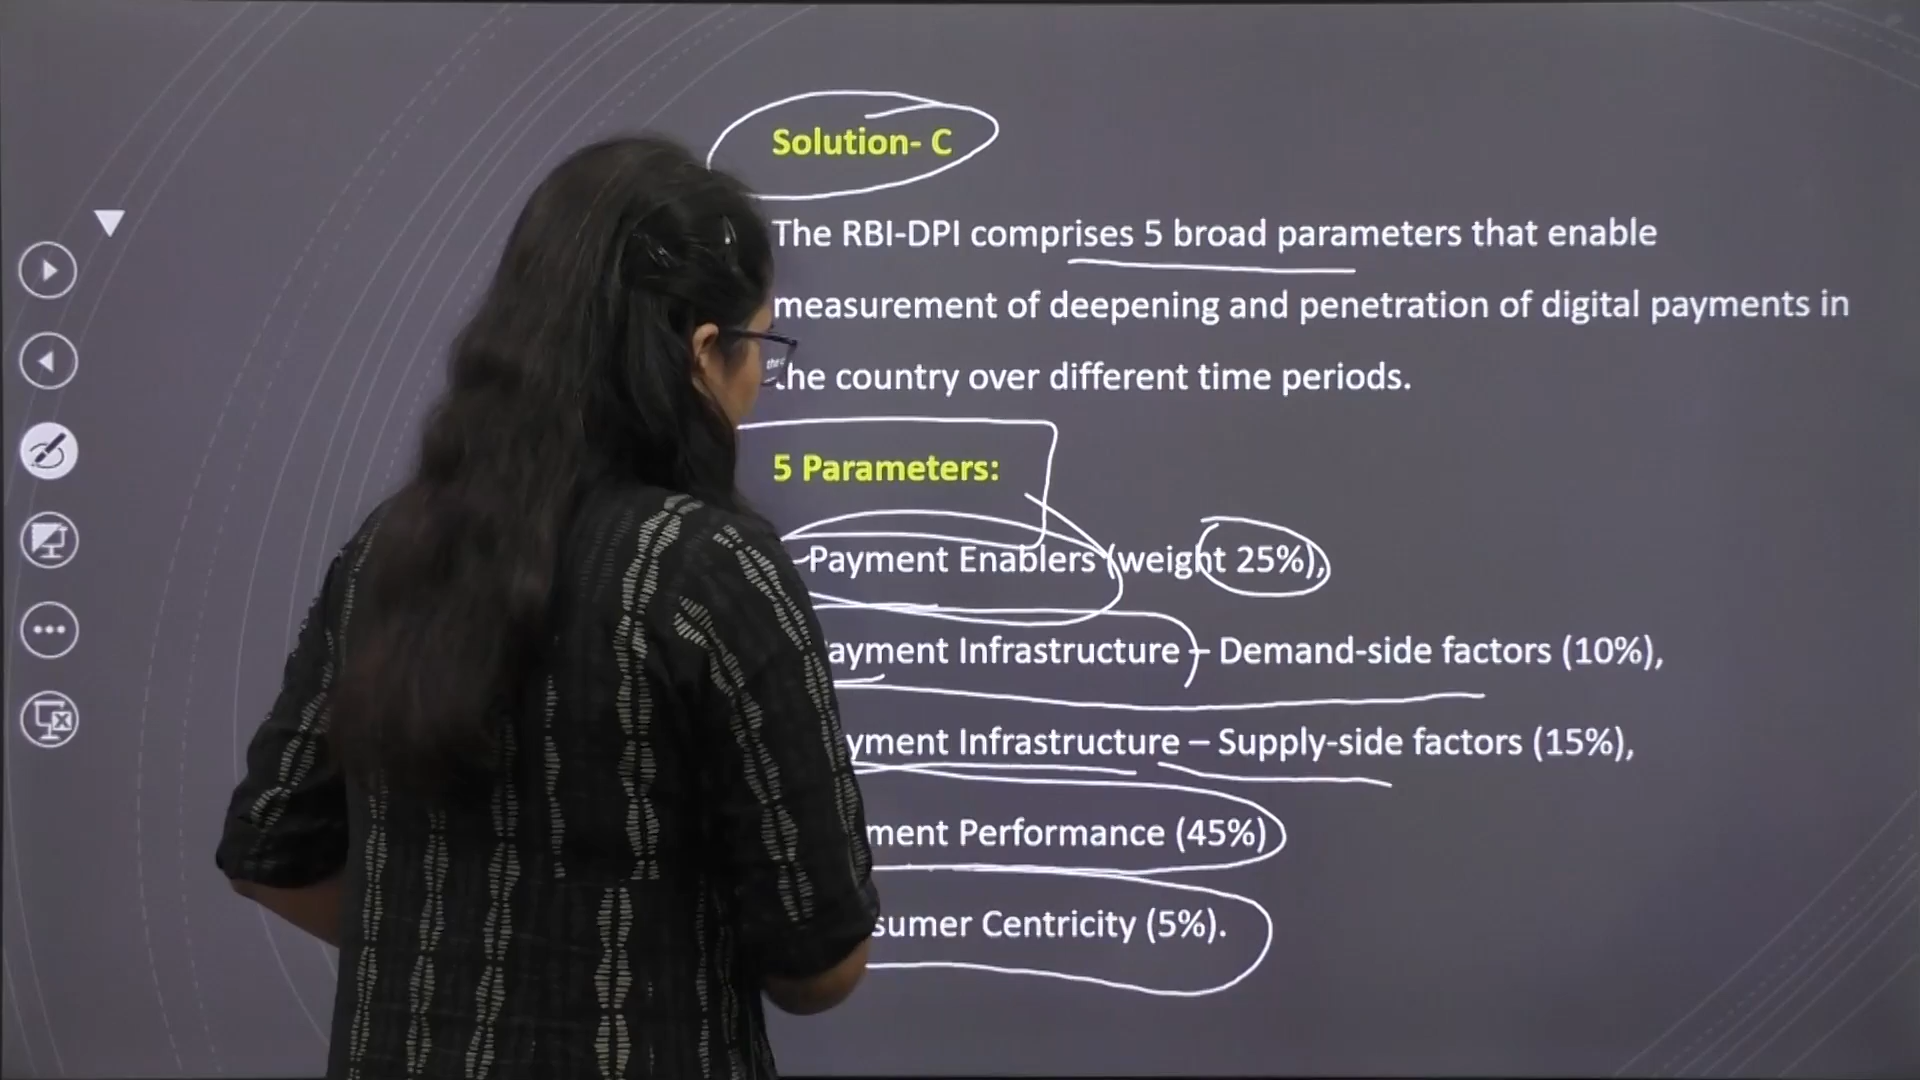 Solution- C
The RBI-DPI comprises 5 broad parameters that enable
measurement of deepening and penetration of digital payments in
the country over different time periods.
5 Parameters:
Payment Enablers (weight 25%),
ayment Infrastructure – Demand-side factors (10%),
yment Infrastructure – Supply-side factors (15%),
ment Performance (45%)
sumer Centricity (5%).